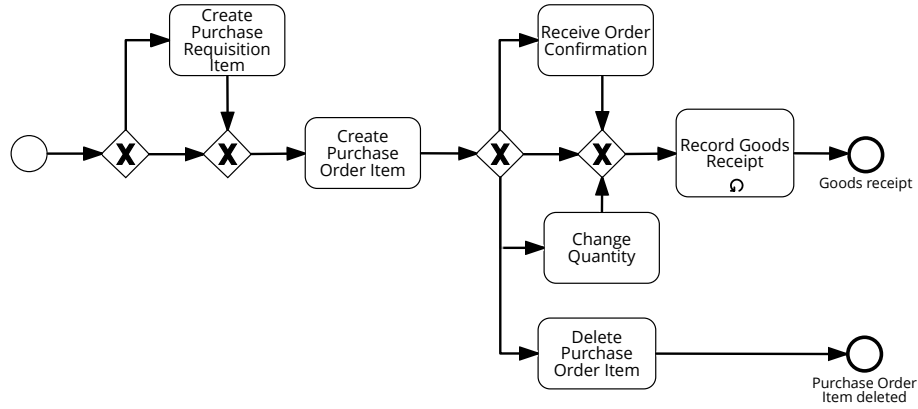 Create
Purchase
Requisition
Item
X
X
Create
Purchase
Order Item
X
Receive Order
Confirmation
X
Change
Quantity
Delete
Purchase
Order Item
Record Goods
Receipt
Goods receipt
Purchase Order
Item deleted